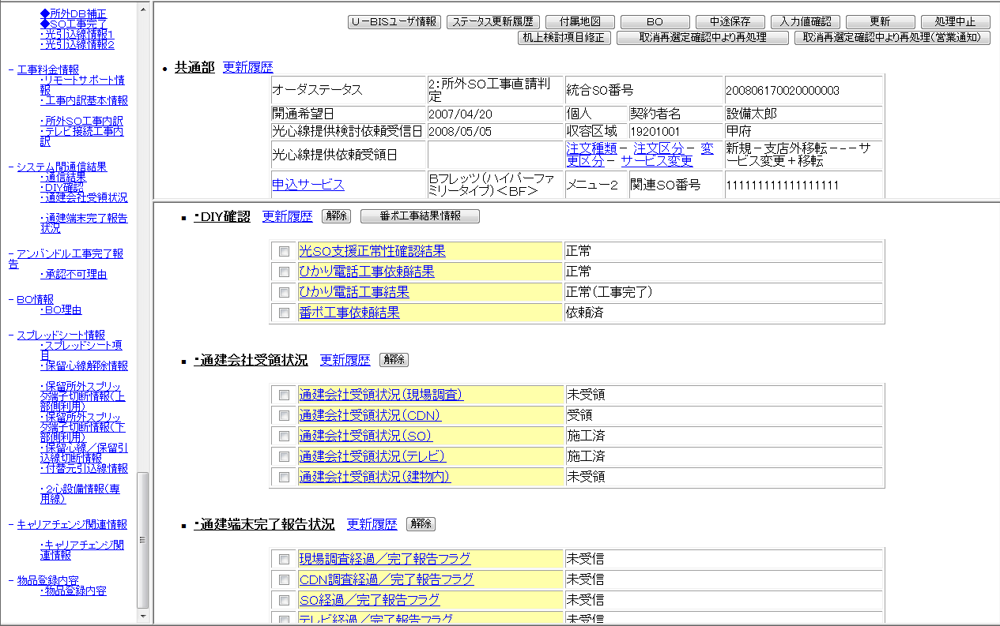 ◆所外DB補正
◆SO工事完了
・光引込線情報1
・光引込線情報2
－工事料金情報
・リモートサポート情
報
・工事内訳基本情報
・所外SO工事内訳
・テレビ接続工事内
訳
－システム間通信結果
・通信結果
・DIY確認
・通建会社受領状況
・通建端末完了報告
状況
－アンバンドル工事完了報
告
・承認不可理由
－BO情報
・BO理由
－スプレッドシート情報
・スプレッドシート項
目
・保留心線解除情報
・保留所外スプリッ
タ端子切断情報(上
部側利用)
・保留所外スプリッ
タ端子切断情報(下
部側利用)
・保留心線／保留引
込線切断情報
・付替元引込線情報
・2心設備情報(専
用線)
－キャリアチェンジ関連情報
・キャリアチェンジ関
連情報
－物品登録内容
・物品登録内容
U－BISユーザ情報 ステータス更新履歴 付属地図 BO 中途保存 入力値確認 更新 処理中止
机上検討項目修正 取消再選定確認中より再処理 取消再選定確認中より再処理(営業通知)
• 共通部 更新履歴
オーダステータス 2：所外SO工事直請判
定 統合SO番号 200806170020000003
開通希望日 2007/04/20 個人 契約者名 設備太郎
光心線提供検討依頼受信日 2008/05/05 収容区域 19201001 甲府
光心線提供依頼受領日 注文種類－ 注文区分－ 変
更区分－ サービス変更 新規－支店外移転－－－サ
ービス変更＋移転
申込サービス Bフレッツ(ハイパーファ
ミリータイプ)＜BF＞ メニュー2 関連SO番号 111111111111111111
▪ ・DIY確認 更新履歴 解除 番ポ工事結果情報
光SO支援正常性確認結果 正常
ひかり電話工事依頼結果 正常
ひかり電話工事結果 正常(工事完了)
番ポ工事依頼結果 依頼済
▪ ・通建会社受領状況 更新履歴 解除
通建会社受領状況(現場調査) 未受領
通建会社受領状況(CDN) 受領
通建会社受領状況(SO) 施工済
通建会社受領状況(テレビ) 施工済
通建会社受領状況(建物内) 未受領
▪ ・通建端末完了報告状況 更新履歴 解除
現場調査経過／完了報告フラグ 未受信
CDN調査経過／完了報告フラグ 未受信
SO経過／完了報告フラグ 未受信
テレビ経過／完了報告フラグ 未受信